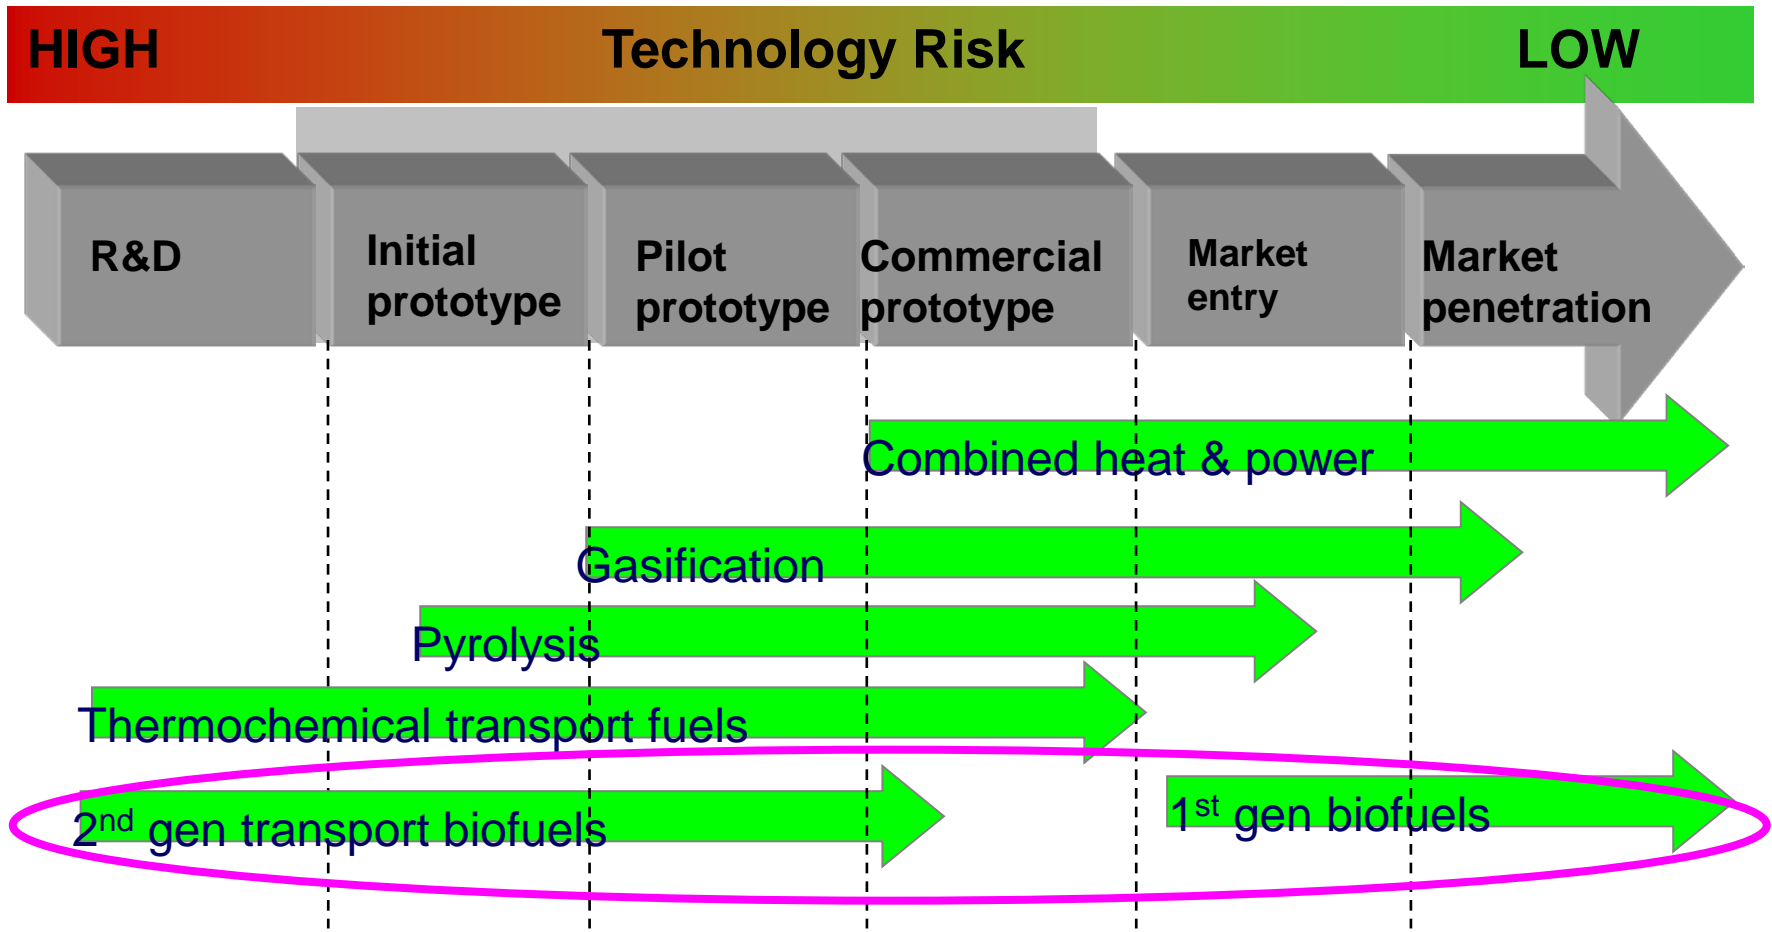 HIGH Technology Risk LOW
R&D
Initial
prototype
Pilot
prototype
Commercial
prototype
Market
entry
Market
penetration
Combined heat & power
Gasification
Pyrolysis
Thermochemical transport fuels
2nd gen transport biofuels
1st gen biofuels